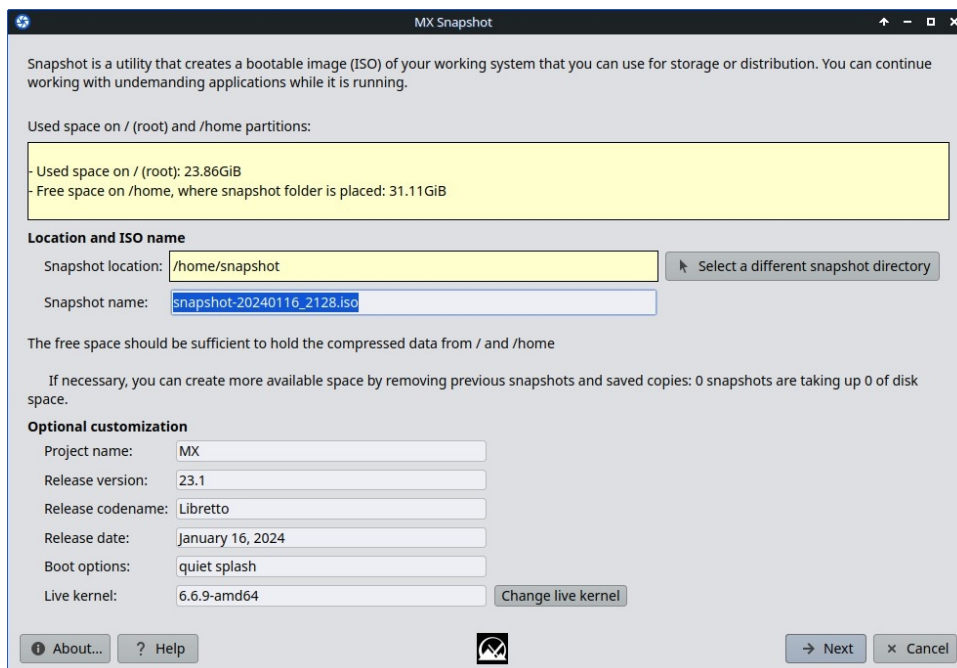 MX Snapshot
Snapshot is a utility that creates a bootable image (ISO) of your working system that you can use for storage or distribution. You can continue
working with undemanding applications while it is running.
Used space on / (root) and /home partitions:
- Used space on / (root): 23.86GiB
- Free space on /home, where snapshot folder is placed: 31.11GiB
Location and ISO name
Snapshot location: /home/snapshot Select a different snapshot directory
Snapshot name: snapshot-20240116_2128.iso
The free space should be sufficient to hold the compressed data from / and /home
If necessary, you can create more available space by removing previous snapshots and saved copies: 0 snapshots are taking up 0 of disk
space.
Optional customization
Project name: MX
Release version: 23.1
Release codename: Libretto
Release date: January 16, 2024
Boot options: quiet splash
Live kernel: 6.6.9-amd64 Change live kernel
About... ? Help Next Cancel